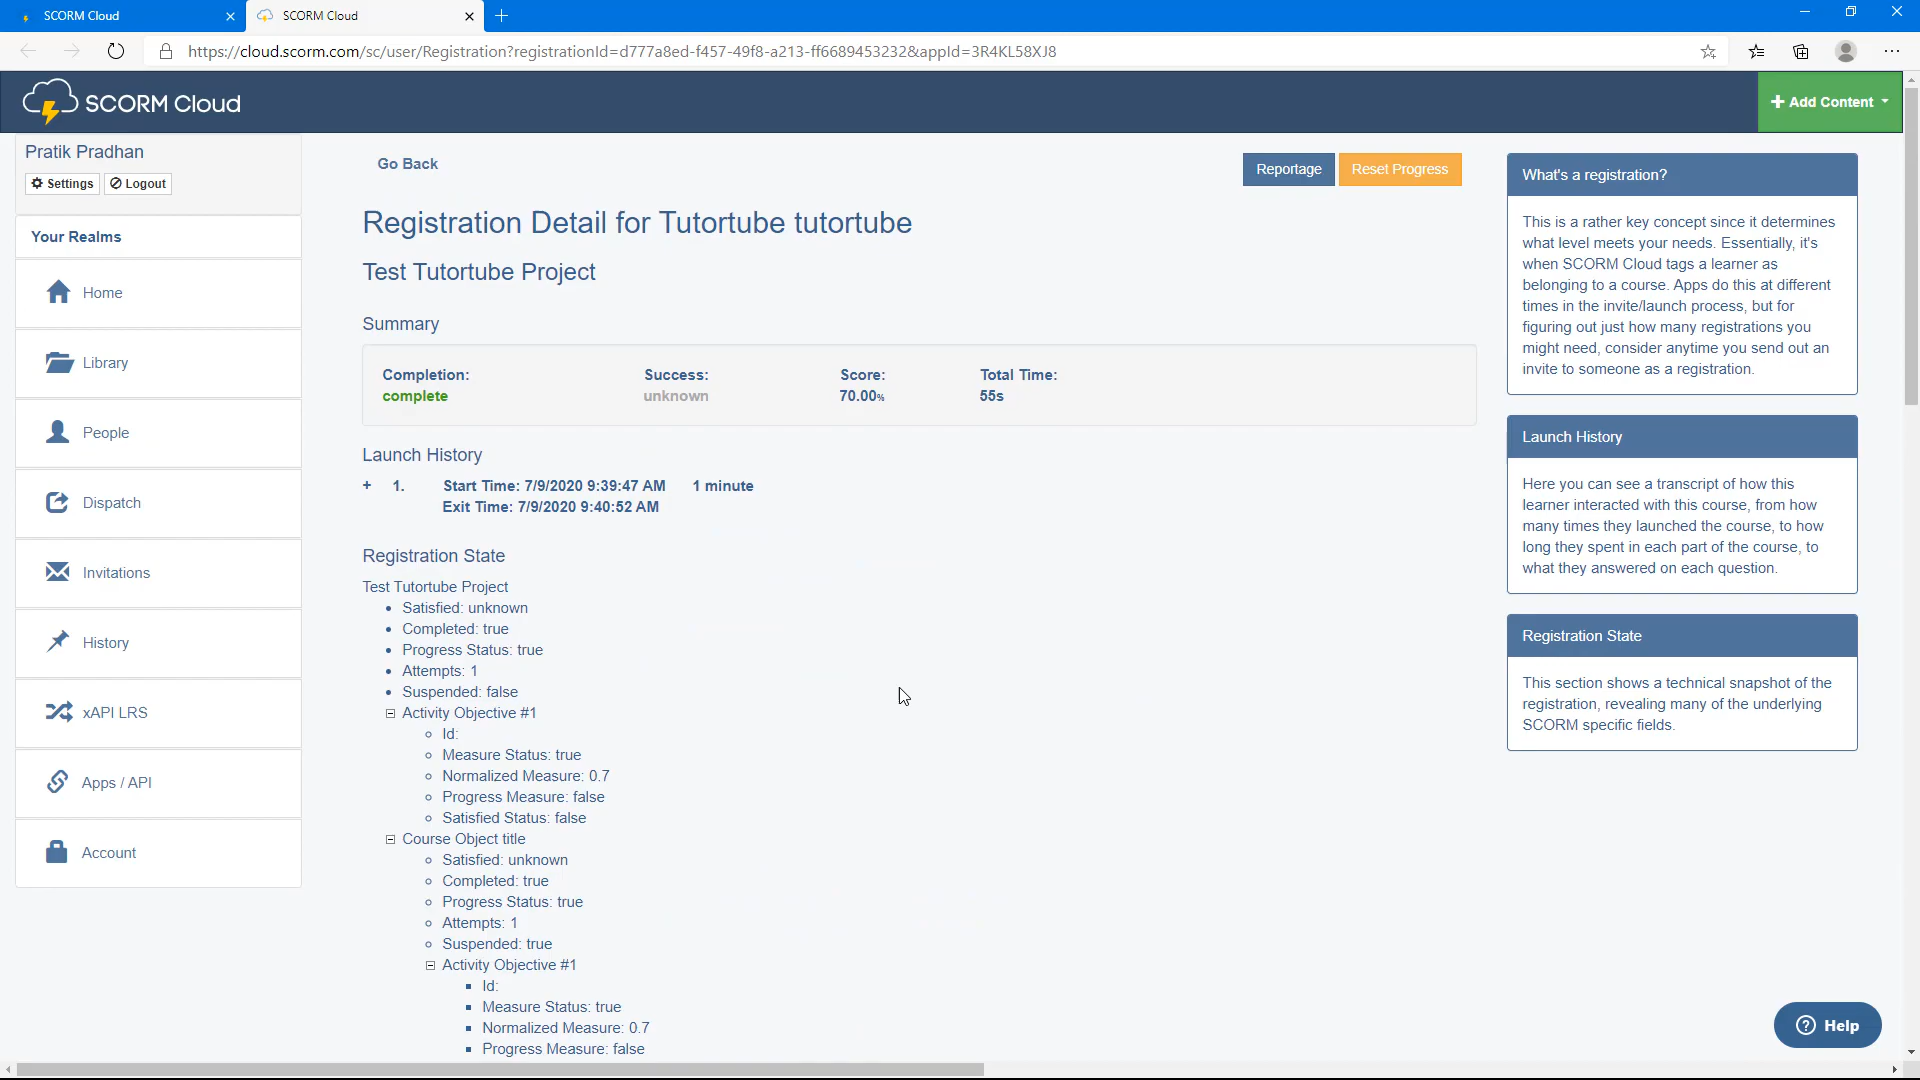 SCORM Cloud
SCORM Cloud
https://cloud.scorm.com/sc/user/Registration?registrationId=d777a8ed-f457-49f8-a213-ff6689453232&appId=3R4KL58XJ8
SCORM Cloud
Add Content
Pratik Pradhan
Settings
Logout
Your Realms
Home
Library
People
Dispatch
Invitations
History
xAPI LRS
Apps / API
Account
Go Back
Reportage
Reset Progress
Registration Detail for Tutortube tutortube
Test Tutortube Project
Summary
Completion: Success: Score: Total Time:
complete unknown 70.00% 55s
Launch History
+ 1. Start Time: 7/9/2020 9:39:47 AM 1 minute
Exit Time: 7/9/2020 9:40:52 AM
Registration State
Test Tutortube Project
Satisfied: unknown
Completed: true
Progress Status: true
Attempts: 1
Suspended: false
Activity Objective #1
Id:
Measure Status: true
Normalized Measure: 0.7
Progress Measure: false
Satisfied Status: false
Course Object title
Satisfied: unknown
Completed: true
Progress Status: true
Attempts: 1
Suspended: true
Activity Objective #1
Id:
Measure Status: true
Normalized Measure: 0.7
Progress Measure: false
What's a registration?
This is a rather key concept since it determines
what level meets your needs. Essentially, it's
when SCORM Cloud tags a learner as
belonging to a course. Apps do this at different
times in the invite/launch process, but for
figuring out just how many registrations you
might need, consider anytime you send out an
invite to someone as a registration.
Launch History
Here you can see a transcript of how this
learner interacted with this course, from how
many times they launched the course, to how
long they spent in each part of the course, to
what they answered on each question.
Registration State
This section shows a technical snapshot of the
registration, revealing many of the underlying
SCORM specific fields.
Help